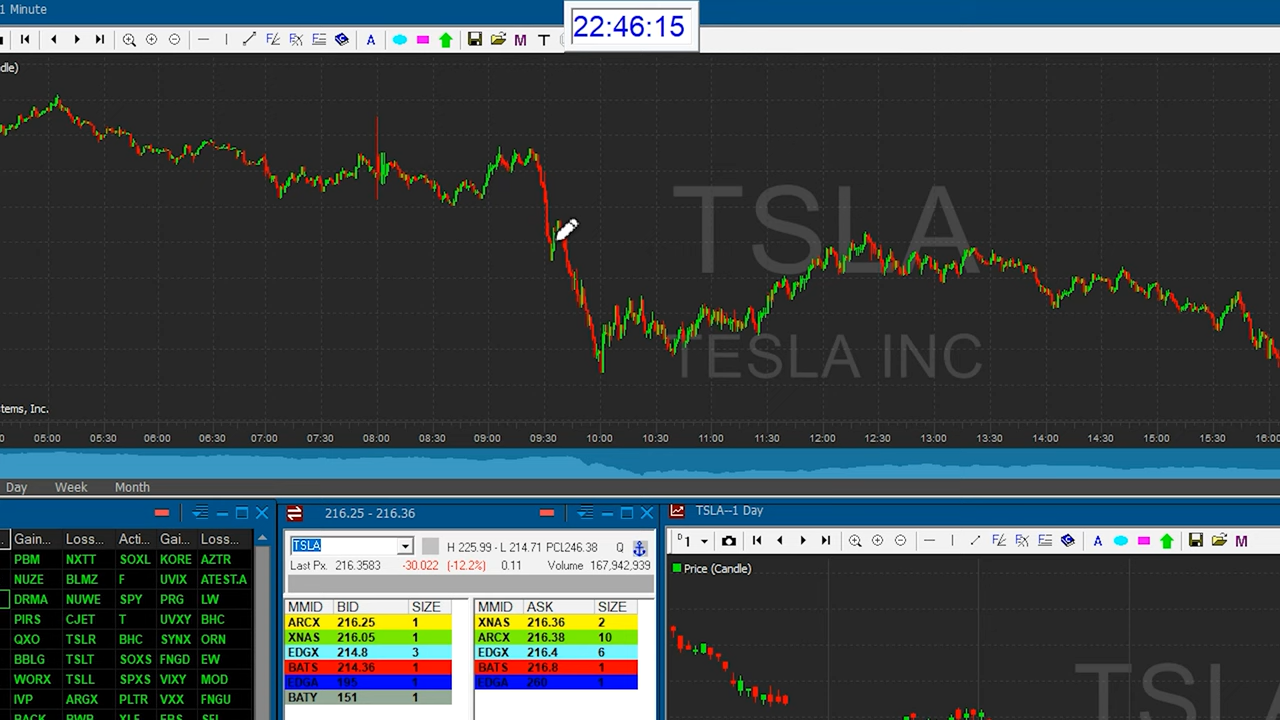 1 Minute
22:46:15
A
M
T
dle)
TSLA
TESLA INC
tems, Inc.
05:00 05:30 06:00 06:30 07:00 07:30 08:00 08:30 09:00 09:30 10:00 10:30 11:00 11:30 12:00 12:30 13:00 13:30 14:00 14:30 15:00 15:30 16:00
Day Week Month
216.25 - 216.36
TSLA--1 Day
Gain... Loss... Acti... Gai... Loss...
PBM NXTT SOXL KORE AZTR
NUZE BLMZ F UVIX ATEST.A
DRMA NUWE SPY PRG LW
PIRS CJET T UVXY BHC
QXO TSLR BHC SYNX ORN
BBLG TSLT SOXS FNGD EW
WORX TSLL SPXS VIXY MOD
IVP ARGX PLTR VXX FNGU
TSLA H 225.99 - L 214.71 PCL246.38 Q
Last Px. 216.3583 -30.022 (-12.2%) 0.11 Volume 167,942,939
MMID BID SIZE MMID ASK SIZE
ARCX 216.25 1 XNAS 216.36 2
XNAS 216.05 1 ARCX 216.38 10
EDGX 214.8 3 EDGX 216.4 6
BATS 214.36 1 BATS 216.8 1
EDGA 195 1 EDGA 260 1
BATY 151 1
D 1 A M
Price (Candle)
TSL